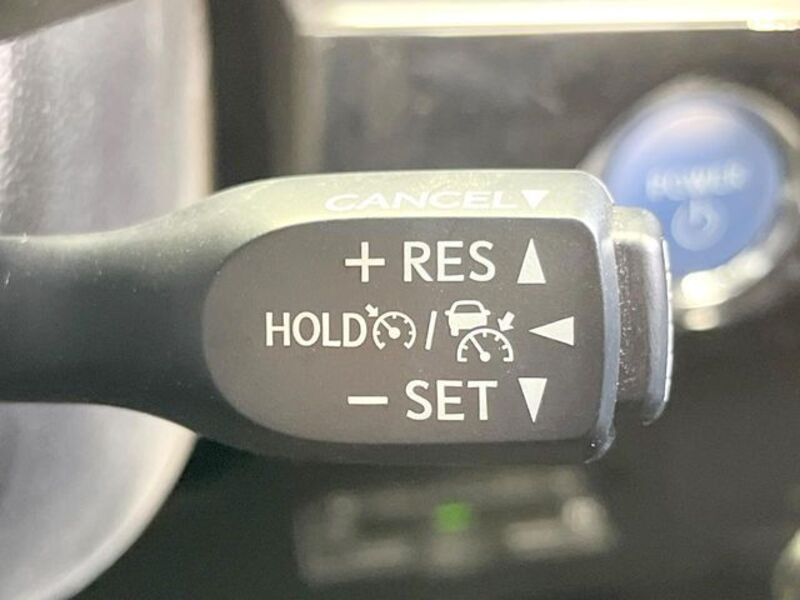 CANCEL▼
+ RES ▲
HOLD / ◀
− SET ▼
POWER